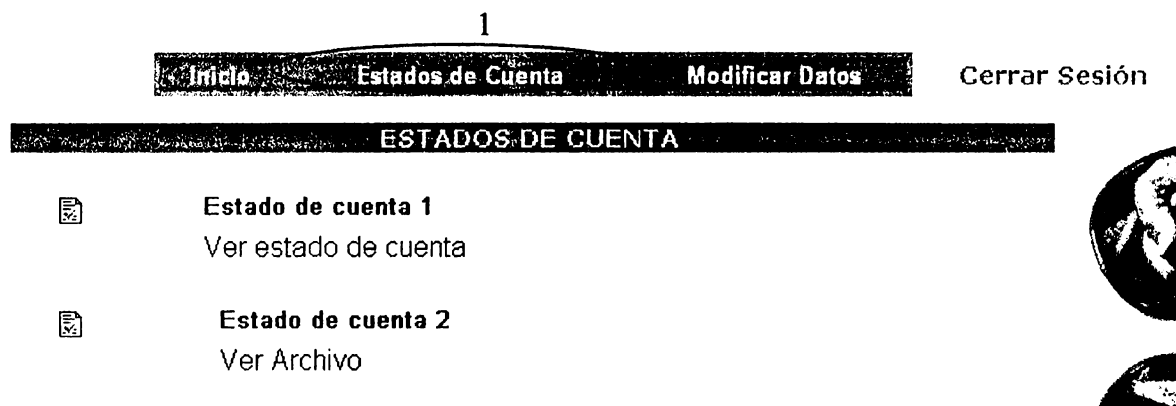 1
Inicio Estados de Cuenta Modificar Datos Cerrar Sesión
ESTADOS DE CUENTA
Estado de cuenta 1
Ver estado de cuenta
Estado de cuenta 2
Ver Archivo